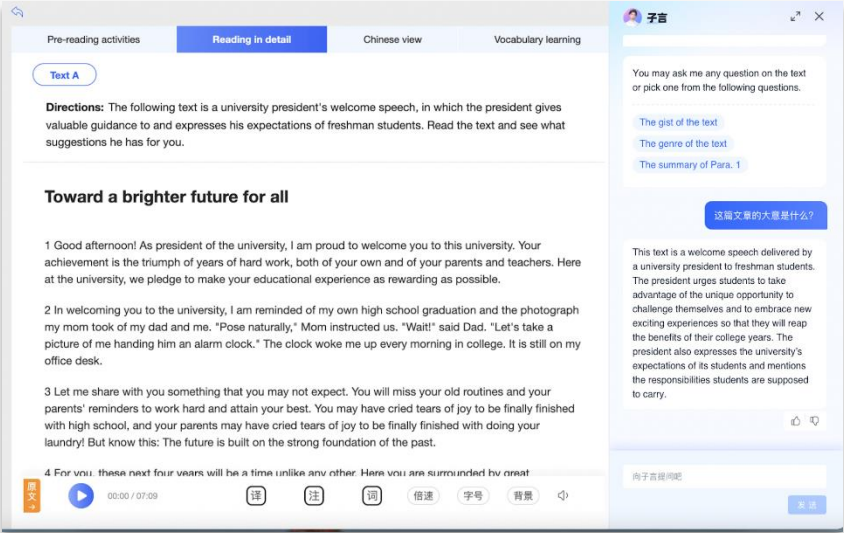 Pre-reading activities
Reading in detail
Chinese view
Vocabulary learning
Text A
Directions: The following text is a university president's welcome speech, in which the president gives
valuable guidance to and expresses his expectations of freshman students. Read the text and see what
suggestions he has for you.
Toward a brighter future for all
1 Good afternoon! As president of the university, I am proud to welcome you to this university. Your
achievement is the triumph of years of hard work, both of your own and of your parents and teachers. Here
at the university, we pledge to make your educational experience as rewarding as possible.
2 In welcoming you to the university, I am reminded of my own high school graduation and the photograph
my mom took of my dad and me. "Pose naturally," Mom instructed us. "Wait!" said Dad. "Let's take a
picture of me handing him an alarm clock." The clock woke me up every morning in college. It is still on my
office desk.
3 Let me share with you something that you may not expect. You will miss your old routines and your
parents' reminders to work hard and attain your best. You may have cried tears of joy to be finally finished
with high school, and your parents may have cried tears of joy to be finally finished with doing your
laundry! But know this: The future is built on the strong foundation of the past.
4 For you, these next four years will be a time unlike any other. Here you are surrounded by great
原文→
00:00 / 07:09
译
注
词
倍速
字号
背景
子言
You may ask me any question on the text
or pick one from the following questions.
The gist of the text
The genre of the text
The summary of Para. 1
这篇文章的大意是什么?
This text is a welcome speech delivered by
a university president to freshman students.
The president urges students to take
advantage of the unique opportunity to
challenge themselves and to embrace new
exciting experiences so that they will reap
the benefits of their college years. The
president also expresses the university's
expectations of its students and mentions
the responsibilities students are supposed
to carry.
向子言提问吧
发送